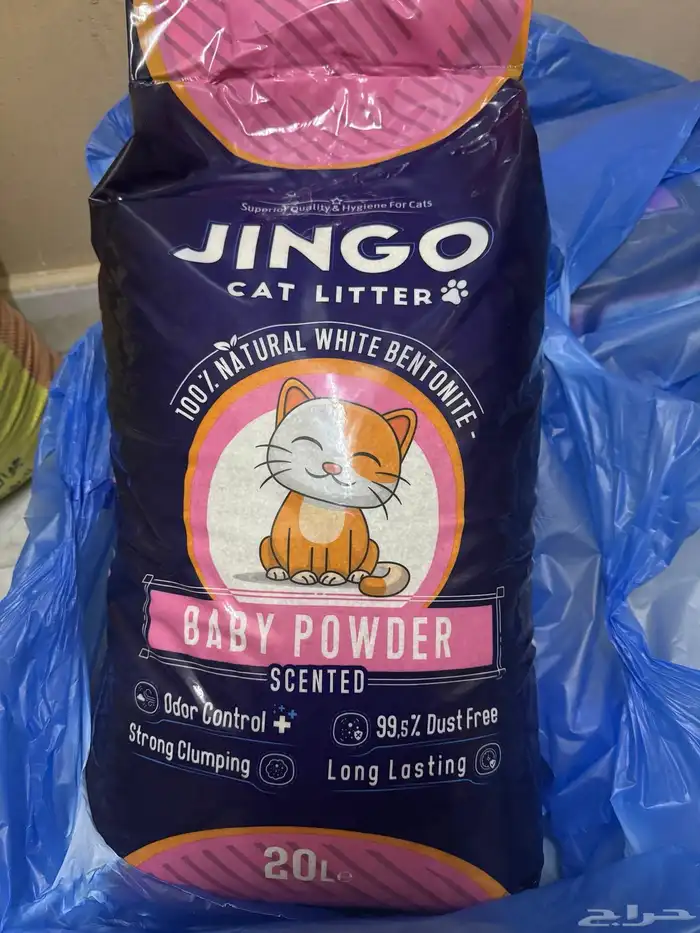 Superior Quality & Hygiene For Cats
JINGO
CAT LITTER
100% NATURAL WHITE BENTONITE
BABY POWDER
SCENTED
Odor Control
99,5% Dust Free
Strong Clumping
Long Lasting
20L℮
حراج